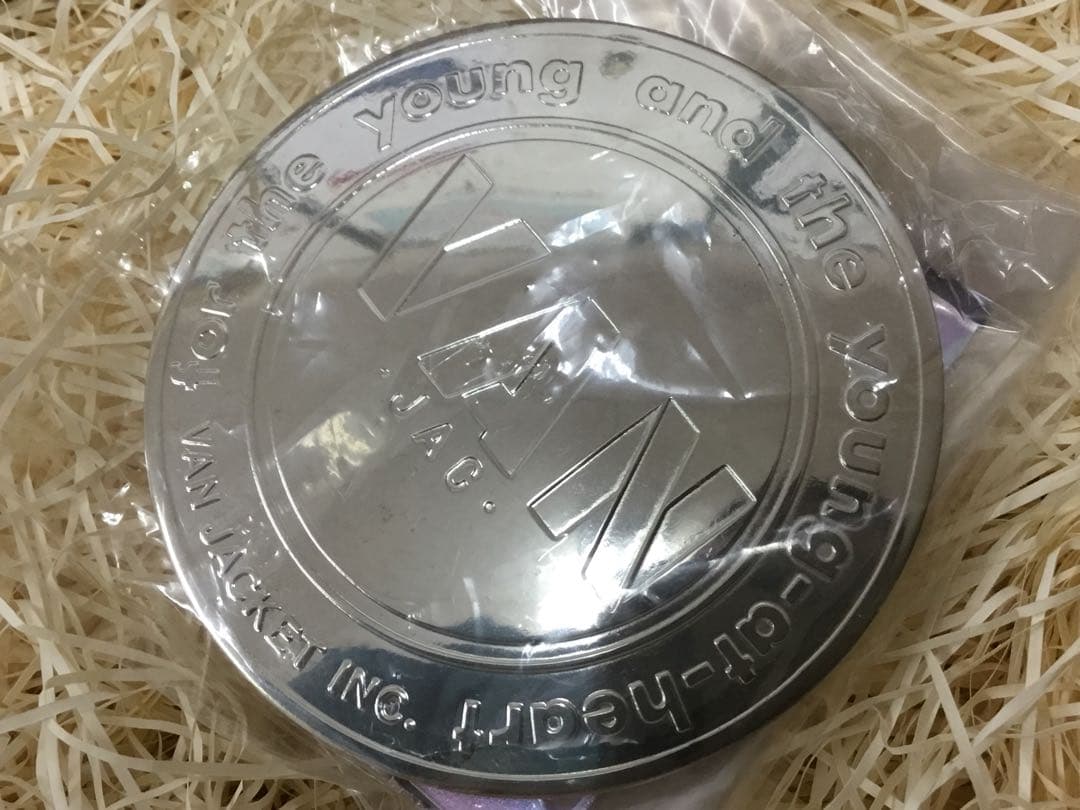 for the young and the young-at-heart
VAN
·JAC·
VAN JACKET INC.